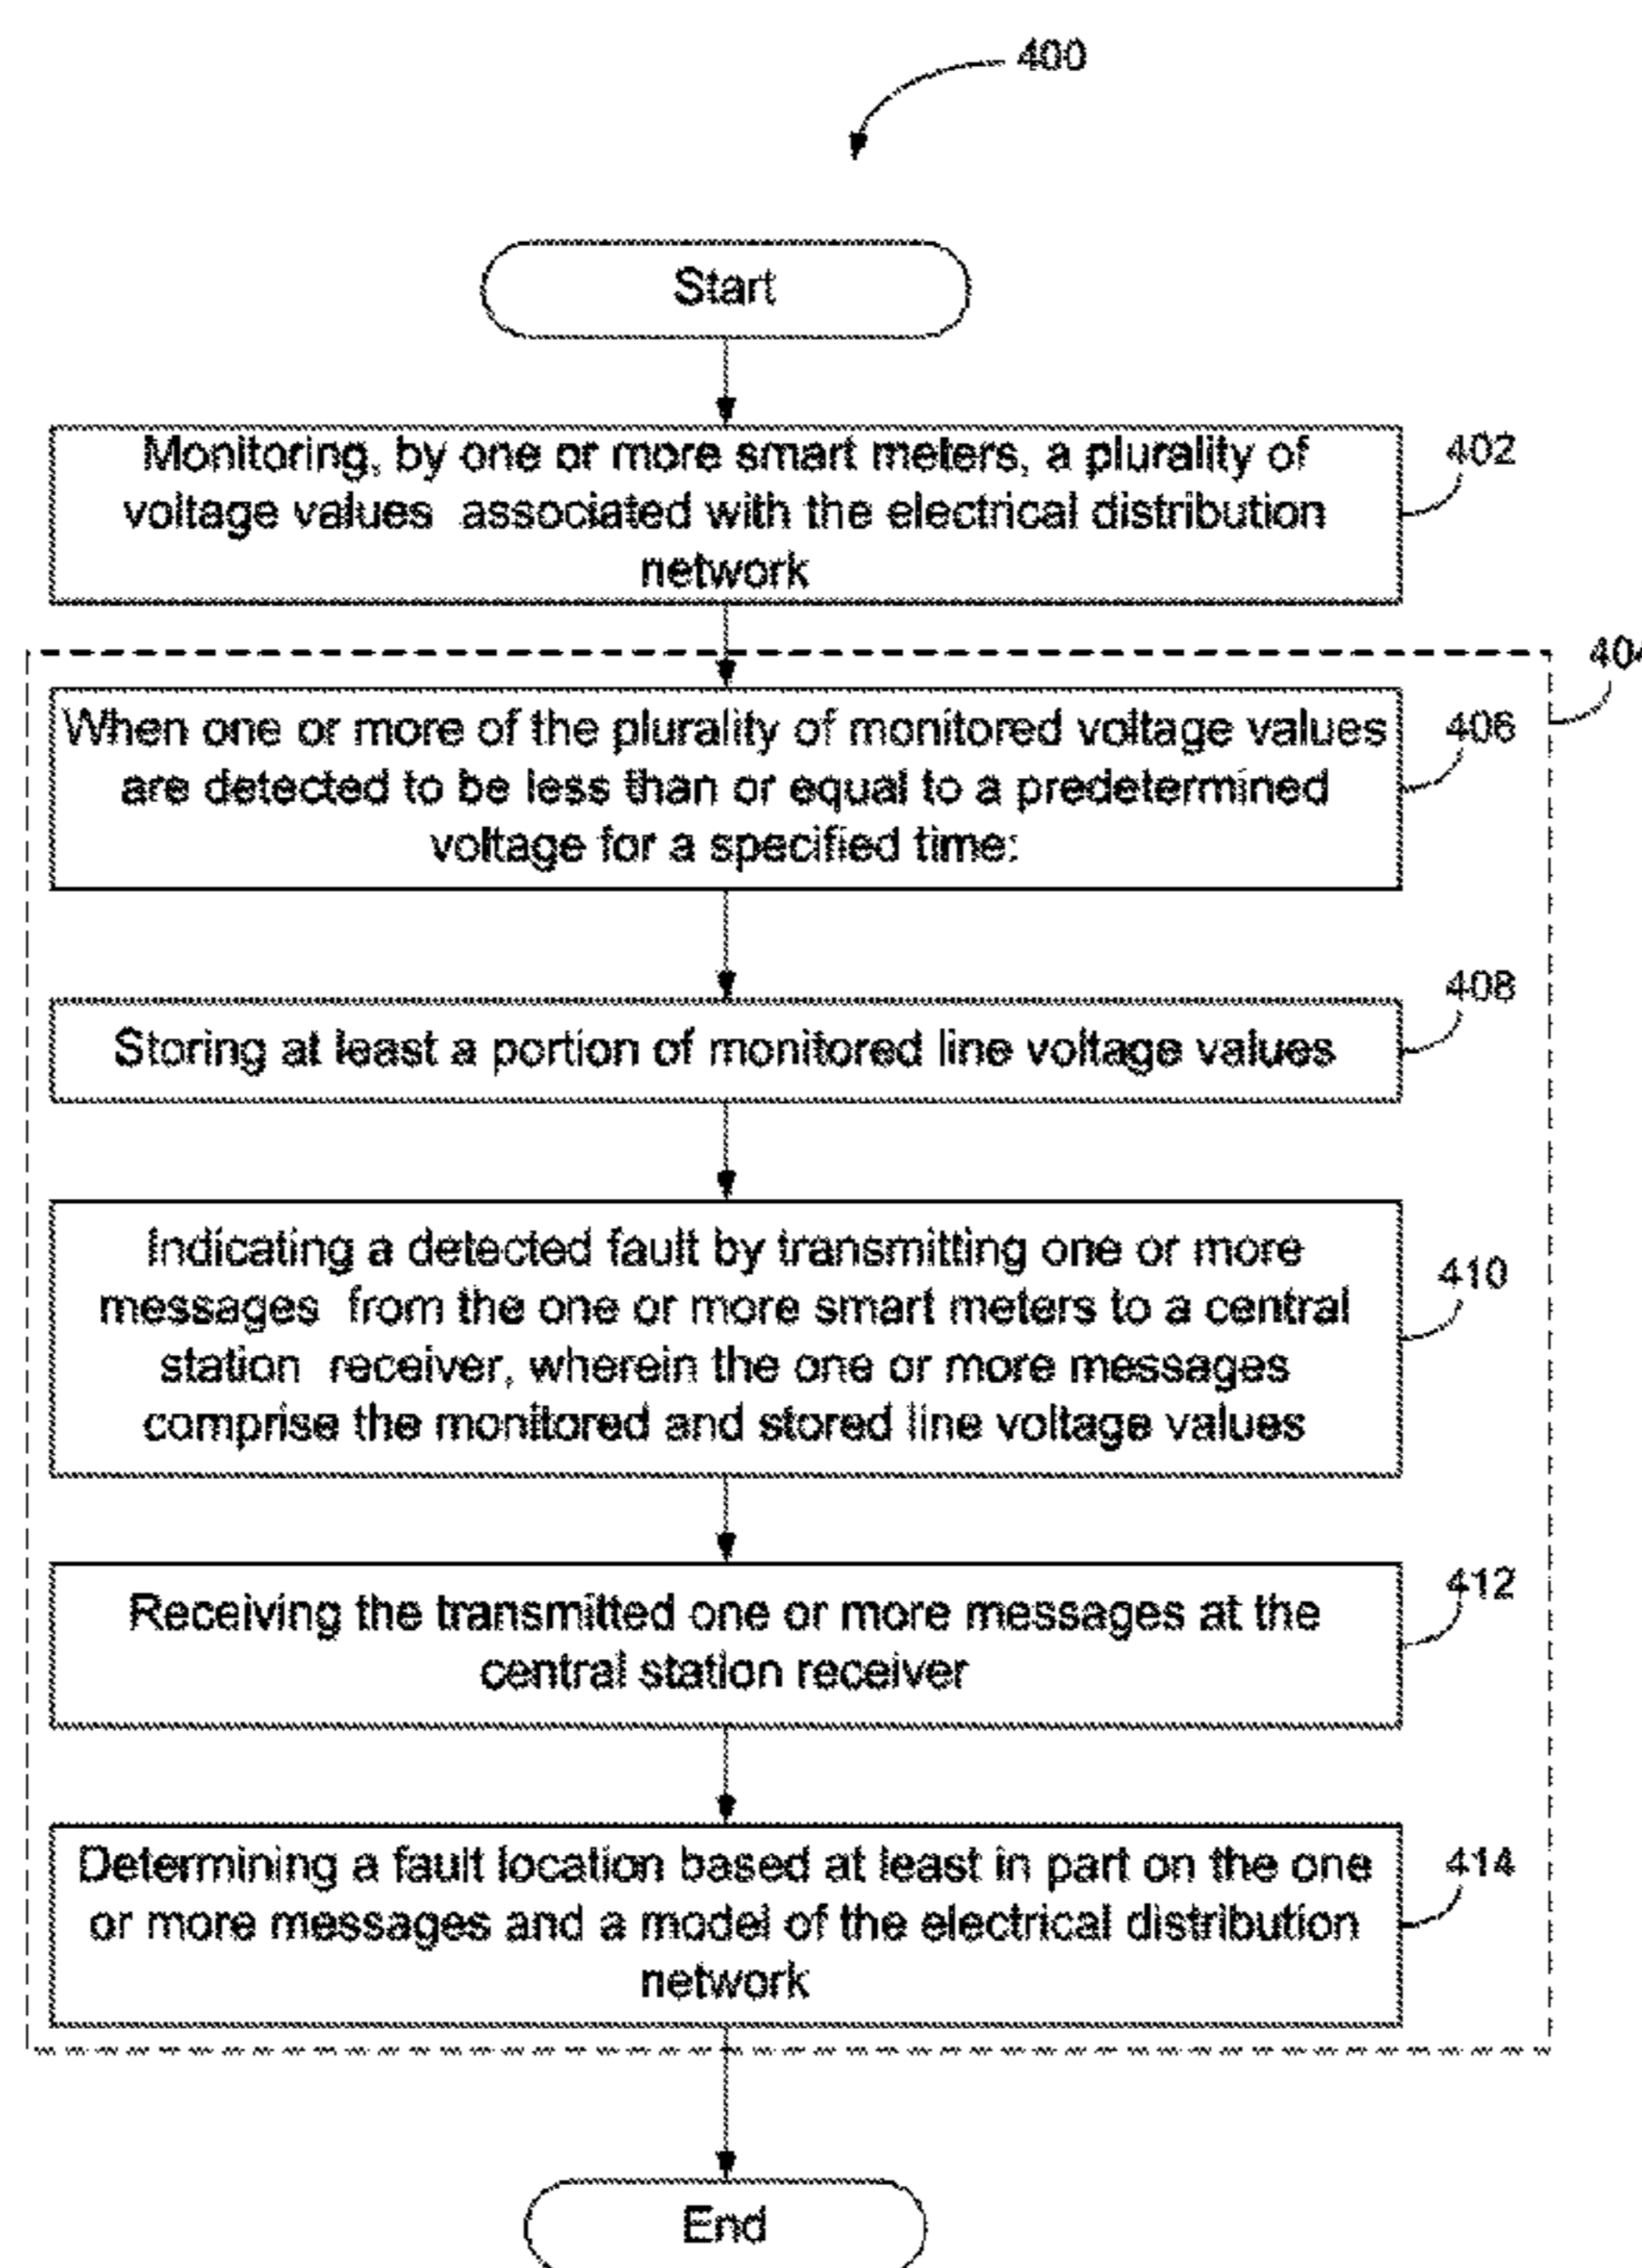 400
Start
Monitoring, by one or more smart meters, a plurality of
voltage values associated with the electrical distribution
network
402
404
When one or more of the plurality of monitored voltage values
are detected to be less than or equal to a predetermined
voltage for a specified time:
406
Storing at least a portion of monitored line voltage values
408
Indicating a detected fault by transmitting one or more
messages from the one or more smart meters to a central
station receiver, wherein the one or more messages
comprise the monitored and stored line voltage values
410
Receiving the transmitted one or more messages at the
central station receiver
412
Determining a fault location based at least in part on the one
or more messages and a model of the electrical distribution
network
414
End